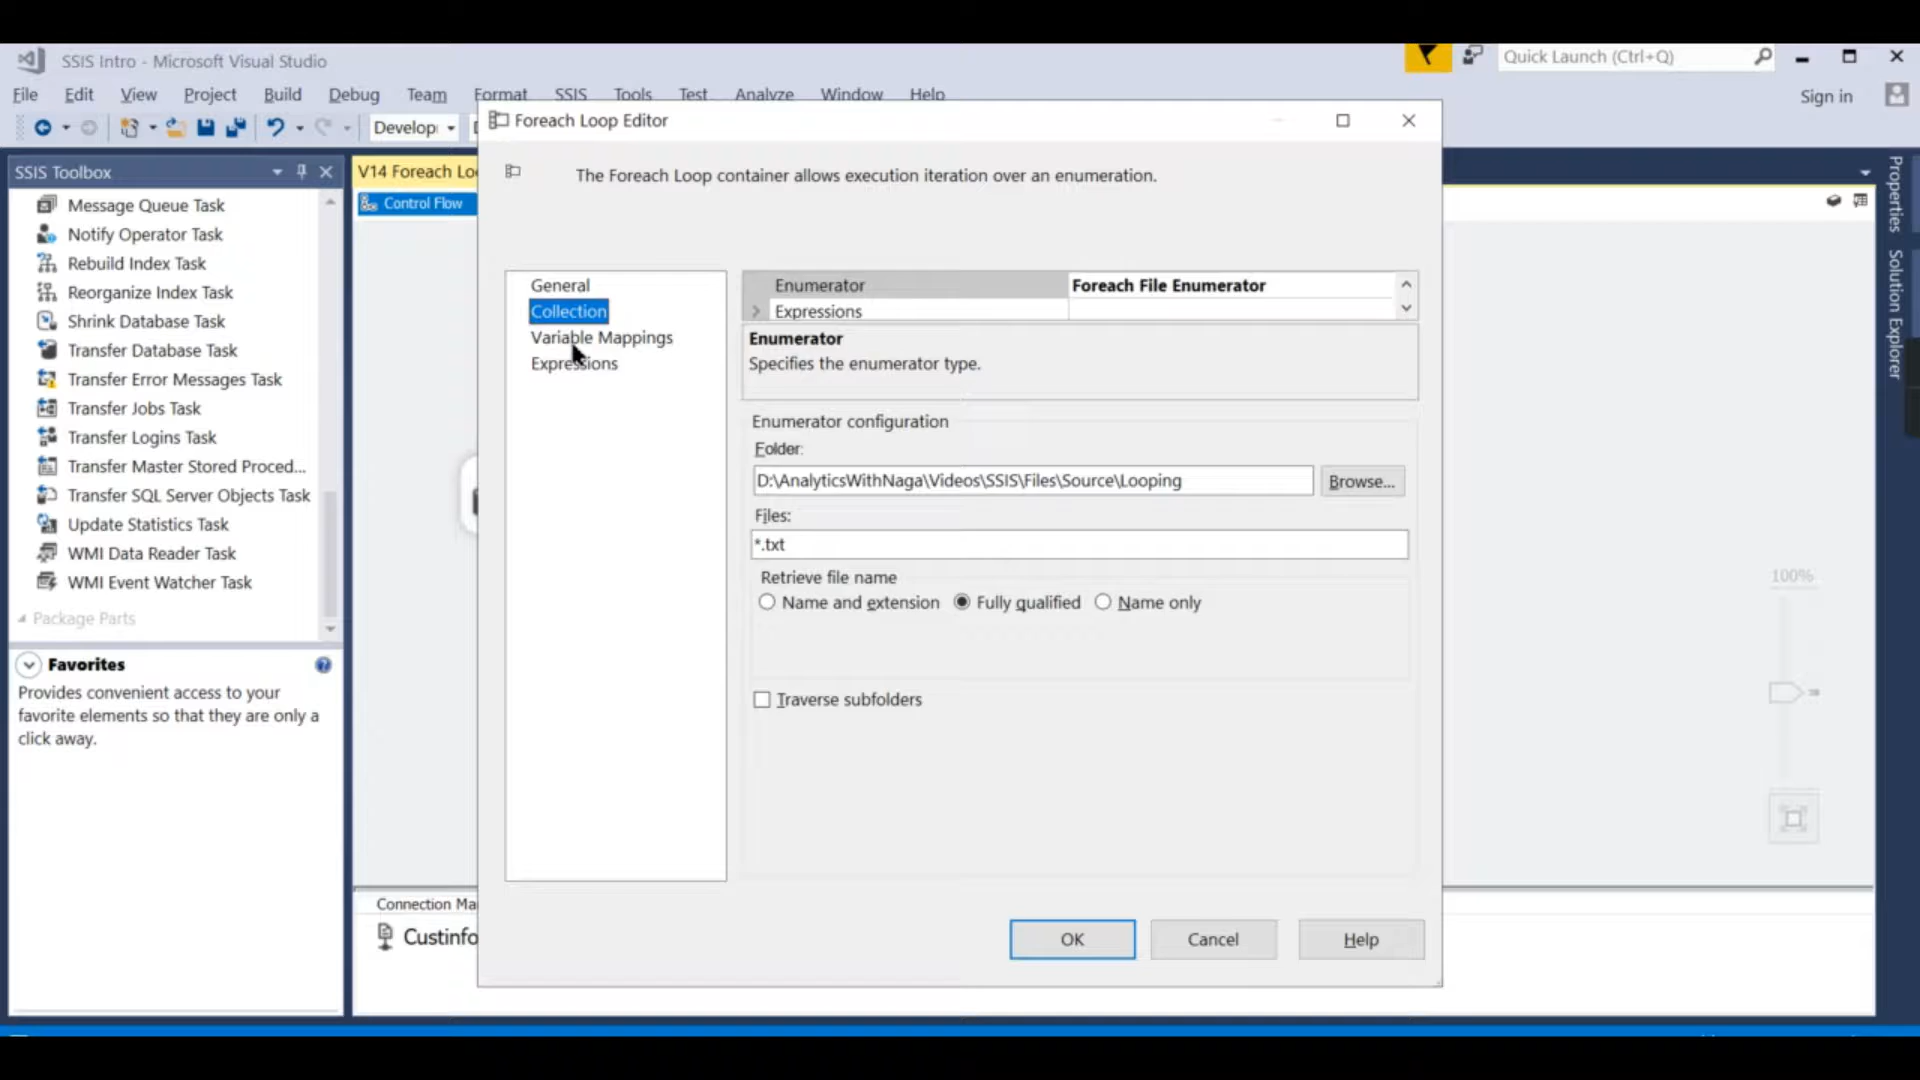 SSIS Intro - Microsoft Visual Studio
Quick Launch (Ctrl+Q)
File Edit View Project Build Debug Team Format SSIS Tools Test Analyze Window Help
Sign in
Develop
Foreach Loop Editor
SSIS Toolbox
Message Queue Task
Notify Operator Task
Rebuild Index Task
Reorganize Index Task
Shrink Database Task
Transfer Database Task
Transfer Error Messages Task
Transfer Jobs Task
Transfer Logins Task
Transfer Master Stored Proced...
Transfer SQL Server Objects Task
Update Statistics Task
WMI Data Reader Task
WMI Event Watcher Task
Package Parts
Favorites
Provides convenient access to your
favorite elements so that they are only a
click away.
V14 Foreach Lo
Control Flow
The Foreach Loop container allows execution iteration over an enumeration.
General
Collection
Variable Mappings
Expressions
Enumerator Foreach File Enumerator
Expressions
Enumerator
Specifies the enumerator type.
Enumerator configuration
Folder:
D:\AnalyticsWithNaga\Videos\SSIS\Files\Source\Looping
Browse...
Files:
*.txt
Retrieve file name
Name and extension Fully qualified Name only
Traverse subfolders
OK Cancel Help
Connection Ma
Custinfo
100%
Properties
Solution Explorer